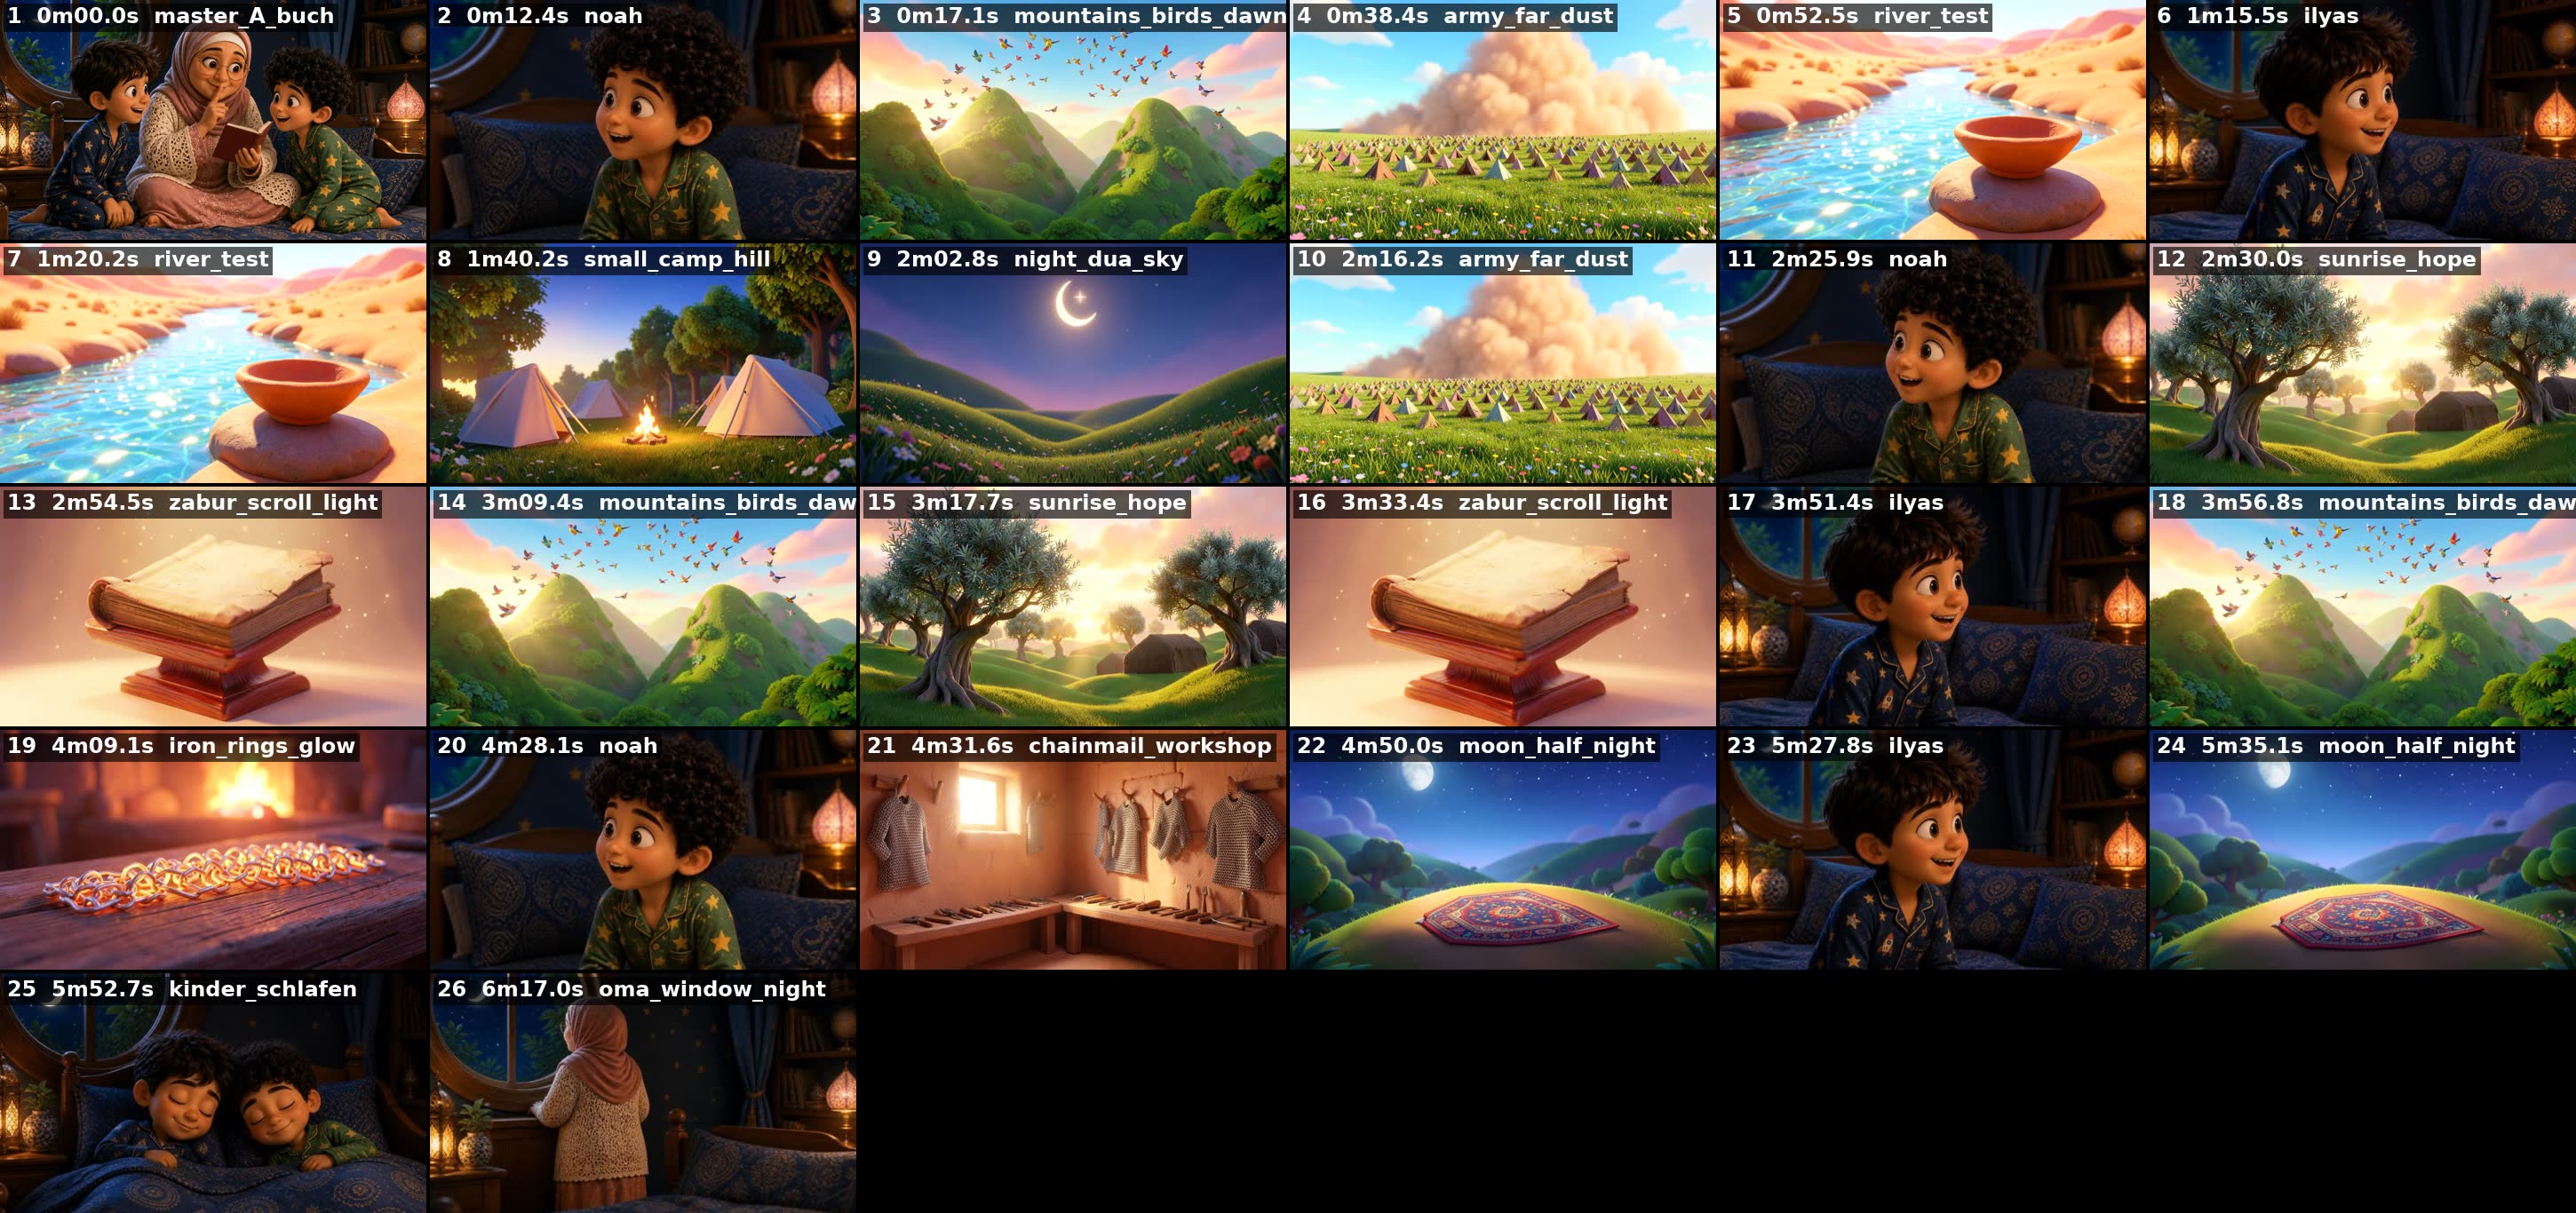 1 0m00.0s master_A_buch
2 0m12.4s noah
3 0m17.1s mountains_birds_dawn
4 0m38.4s army_far_dust
5 0m52.5s river_test
6 1m15.5s ilyas
7 1m20.2s river_test
8 1m40.2s small_camp_hill
9 2m02.8s night_dua_sky
10 2m16.2s army_far_dust
11 2m25.9s noah
12 2m30.0s sunrise_hope
13 2m54.5s zabur_scroll_light
14 3m09.4s mountains_birds_daw
15 3m17.7s sunrise_hope
16 3m33.4s zabur_scroll_light
17 3m51.4s ilyas
18 3m56.8s mountains_birds_daw
19 4m09.1s iron_rings_glow
20 4m28.1s noah
21 4m31.6s chainmail_workshop
22 4m50.0s moon_half_night
23 5m27.8s ilyas
24 5m35.1s moon_half_night
25 5m52.7s kinder_schlafen
26 6m17.0s oma_window_night